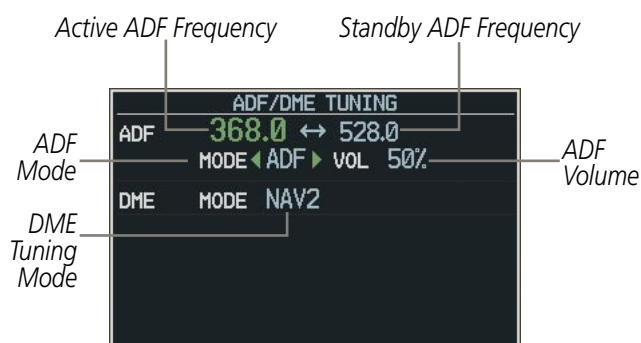 Active ADF Frequency
Standby ADF Frequency
ADF/DME TUNING
ADF 368.0 ↔ 528.0
ADF Mode
MODE ◀ ADF ▶ VOL 50%
ADF Volume
DME MODE NAV2
DME
Tuning
Mode